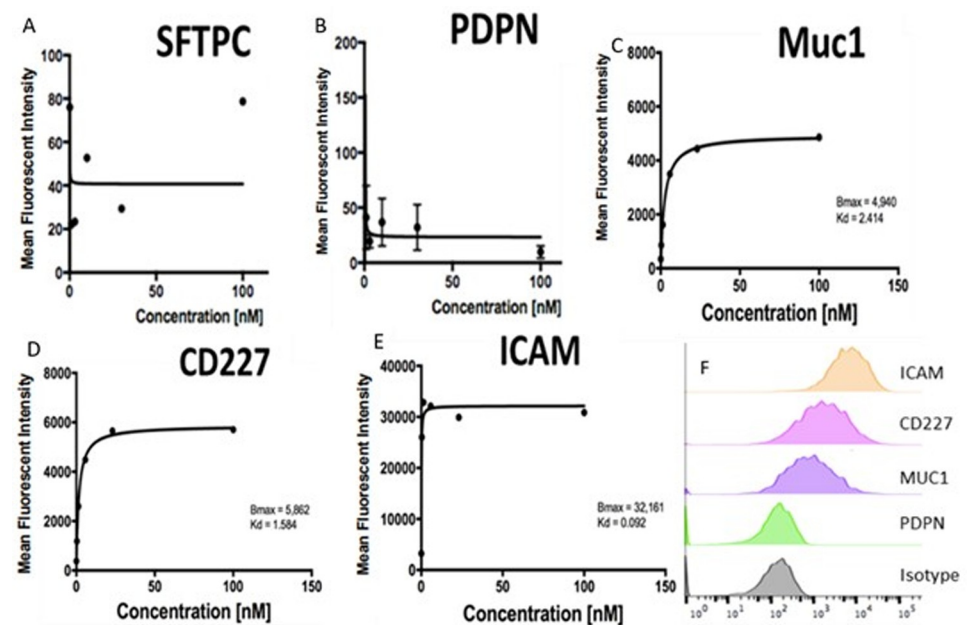 A
SFTPC
Mean Fluorescent Intensity
100
80
60
40
20
0
0 50 100
Concentration [nM]
B
PDPN
Mean Fluorescent Intensity
200
150
100
50
0
0 50 100
Concentration [nM]
C
Muc1
Mean Fluorescent Intensity
8000
6000
4000
2000
0
Bmax = 4,940
Kd = 2.414
0 50 100 150
Concentration [nM]
D
CD227
Mean Fluorescent Intensity
8000
6000
4000
2000
0
Bmax = 5,862
Kd = 1.584
0 50 100 150
Concentration [nM]
E
ICAM
Mean Fluorescent Intensity
40000
30000
20000
10000
0
Bmax = 32,161
Kd = 0.092
0 50 100 150
Concentration [nM]
F
ICAM
CD227
MUC1
PDPN
Isotype
10⁰ 10¹ 10² 10³ 10⁴ 10⁵